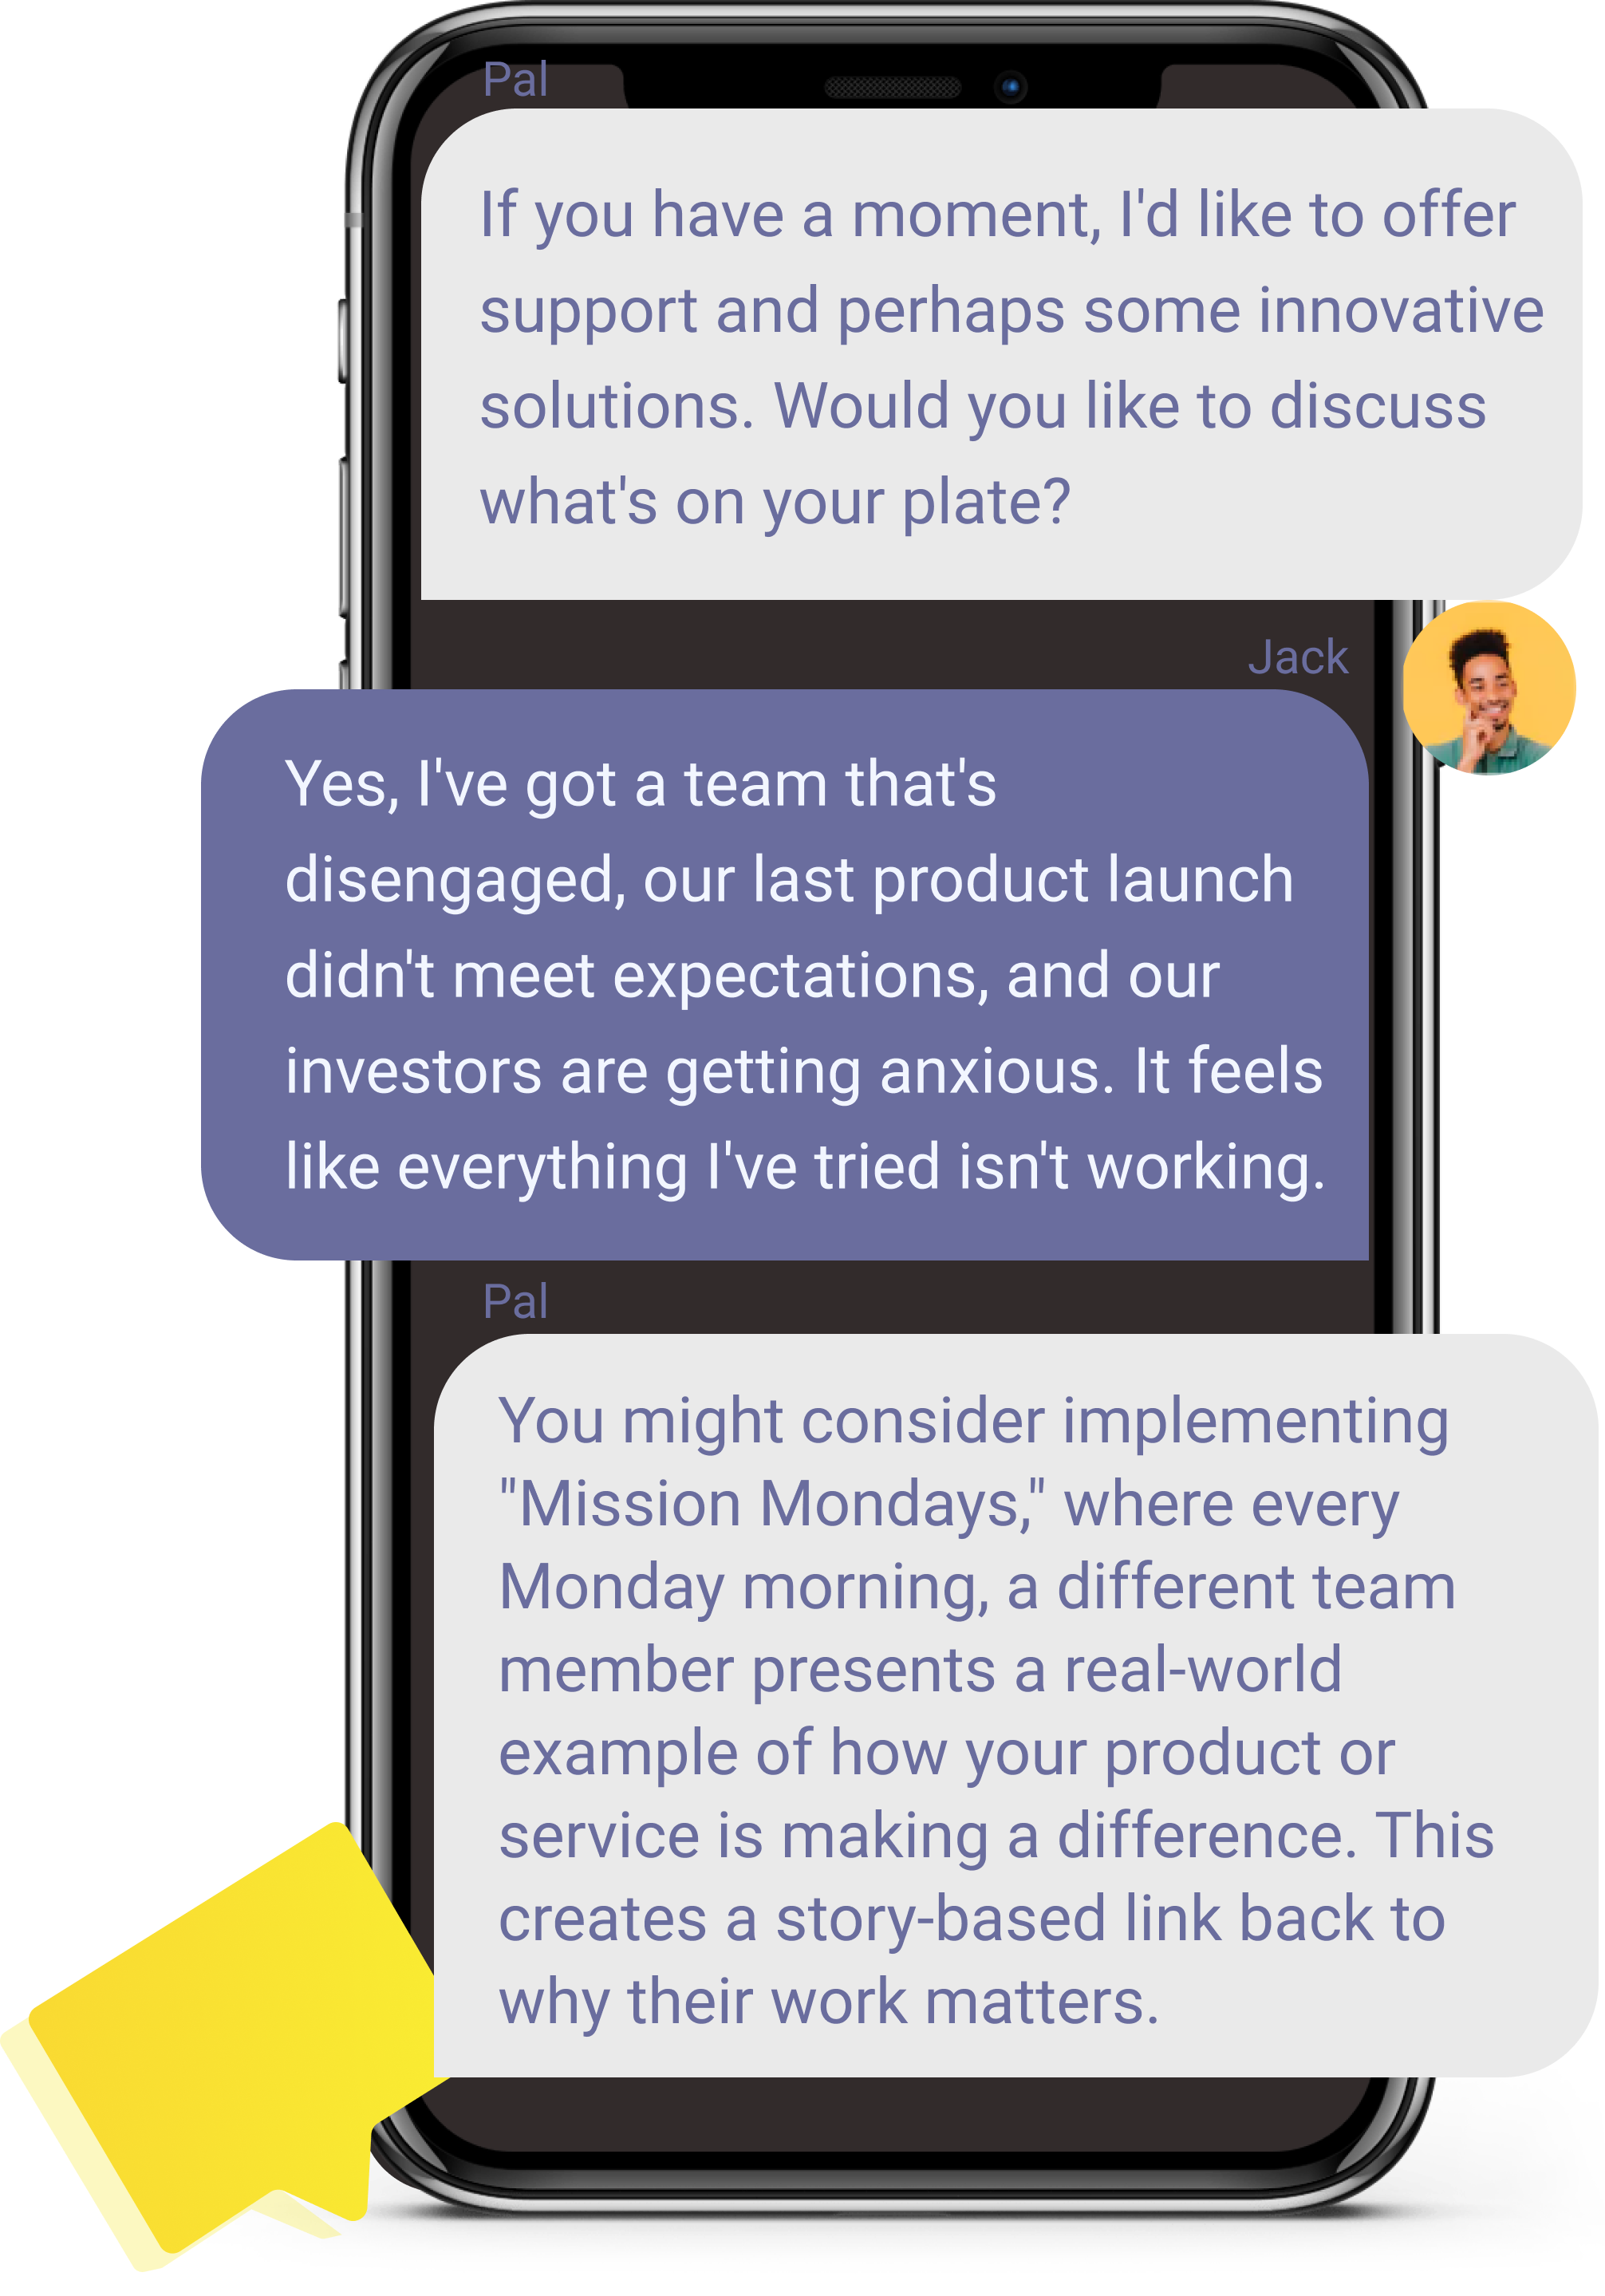 Pal
If you have a moment, I'd like to offer
support and perhaps some innovative
solutions. Would you like to discuss
what's on your plate?
Jack
Yes, I've got a team that's
disengaged, our last product launch
didn't meet expectations, and our
investors are getting anxious. It feels
like everything I've tried isn't working.
Pal
You might consider implementing
"Mission Mondays," where every
Monday morning, a different team
member presents a real-world
example of how your product or
service is making a difference. This
creates a story-based link back to
why their work matters.